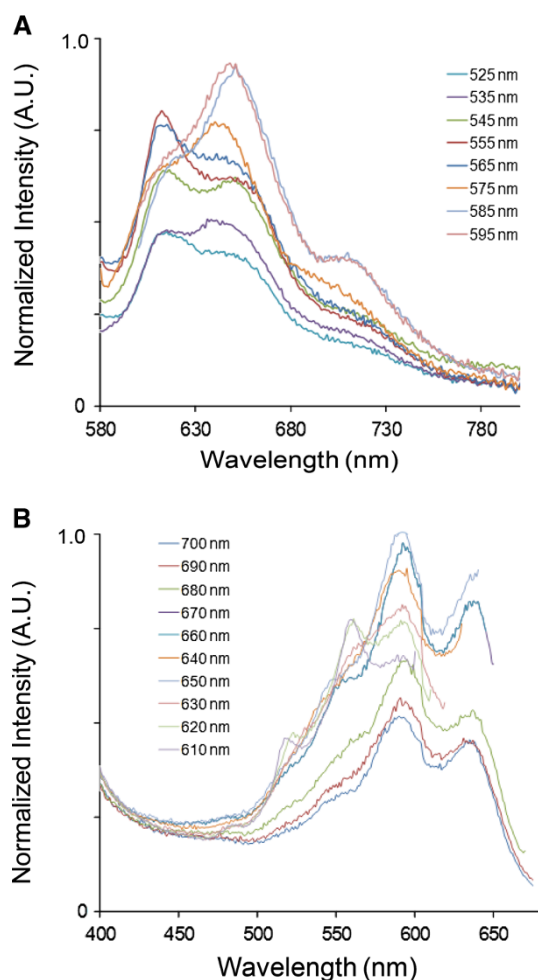 A
Normalized Intensity (A.U.)
1.0
0
525 nm
535 nm
545 nm
555 nm
565 nm
575 nm
585 nm
595 nm
580 630 680 730 780
Wavelength (nm)
B
Normalized Intensity (A.U.)
1.0
0
700 nm
690 nm
680 nm
670 nm
660 nm
640 nm
650 nm
630 nm
620 nm
610 nm
400 450 500 550 600 650
Wavelength (nm)